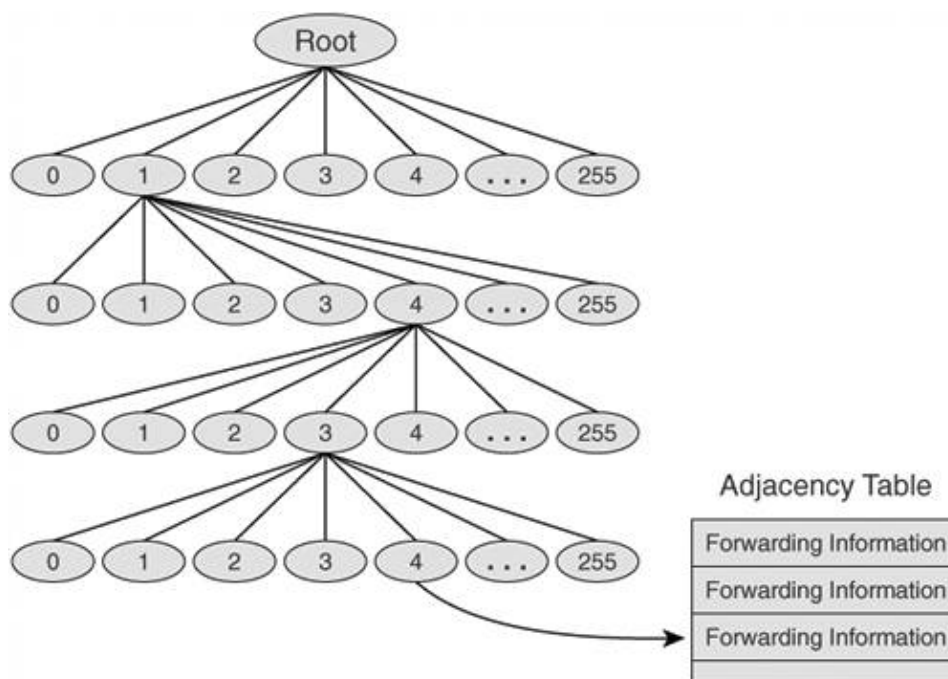 Root
0 1 2 3 4 ... 255
0 1 2 3 4 ... 255
0 1 2 3 4 ... 255
0 1 2 3 4 ... 255
Adjacency Table
Forwarding Information
Forwarding Information
Forwarding Information